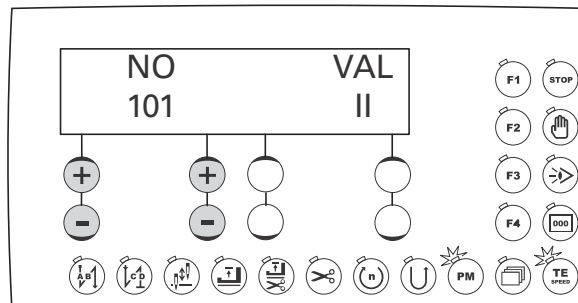 NO VAL
101 II
F1 STOP
F2
F3
F4 000
+ +
- -
A B C D n PM TE
SPEED